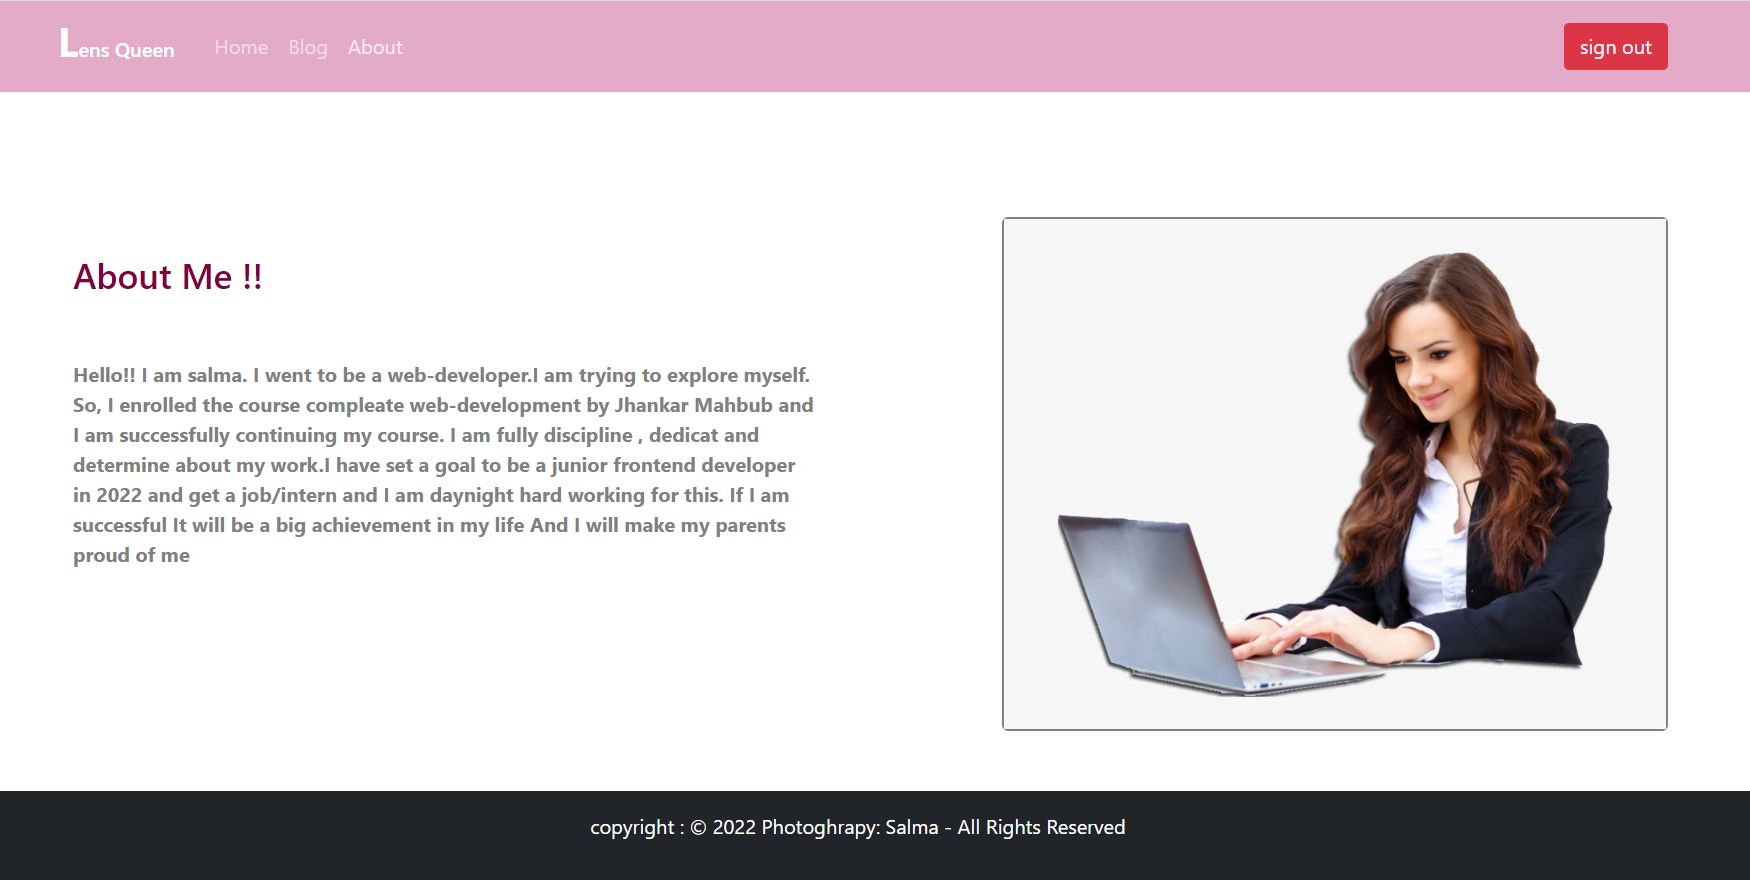 Lens Queen Home Blog About sign out
About Me !!
Hello!! I am salma. I went to be a web-developer.I am trying to explore myself.
So, I enrolled the course compleate web-development by Jhankar Mahbub and
I am successfully continuing my course. I am fully discipline , dedicat and
determine about my work.I have set a goal to be a junior frontend developer
in 2022 and get a job/intern and I am daynight hard working for this. If I am
successful It will be a big achievement in my life And I will make my parents
proud of me
copyright : © 2022 Photoghrapy: Salma - All Rights Reserved